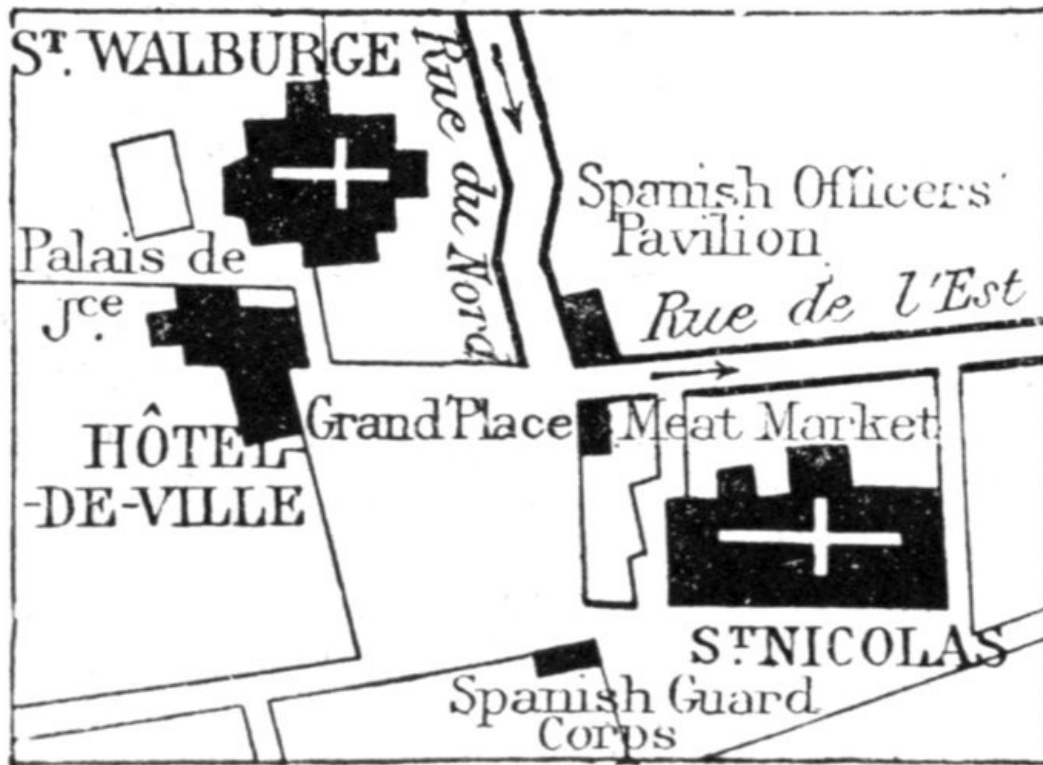 ST. WALBURGE
Rue du Nord
Spanish Officers'
Pavilion
Palais de
Jce.
Rue de l'Est
Grand'Place
Meat Market
HÔTEL-
-DE-VILLE
ST. NICOLAS
Spanish Guard
Corps